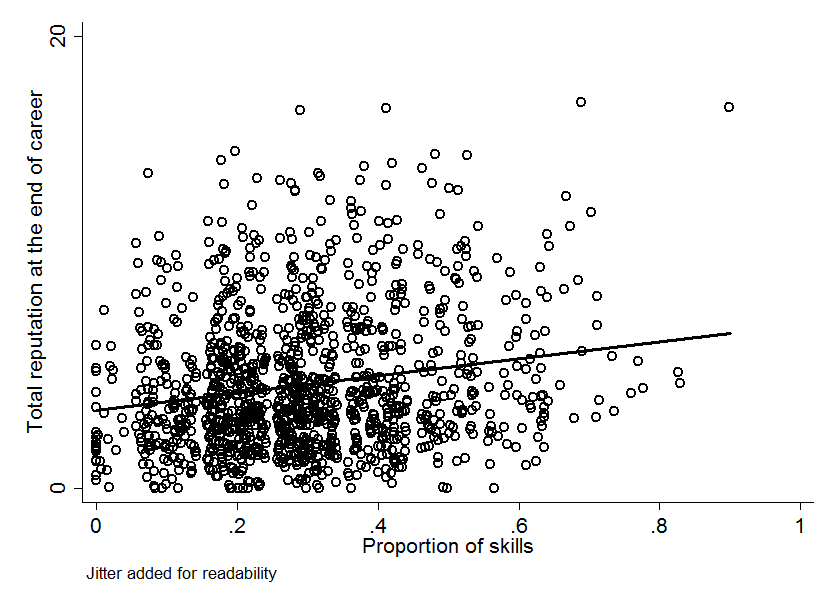 20
Total reputation at the end of career
0
0
.2
.4
.6
.8
1
Proportion of skills
Jitter added for readability